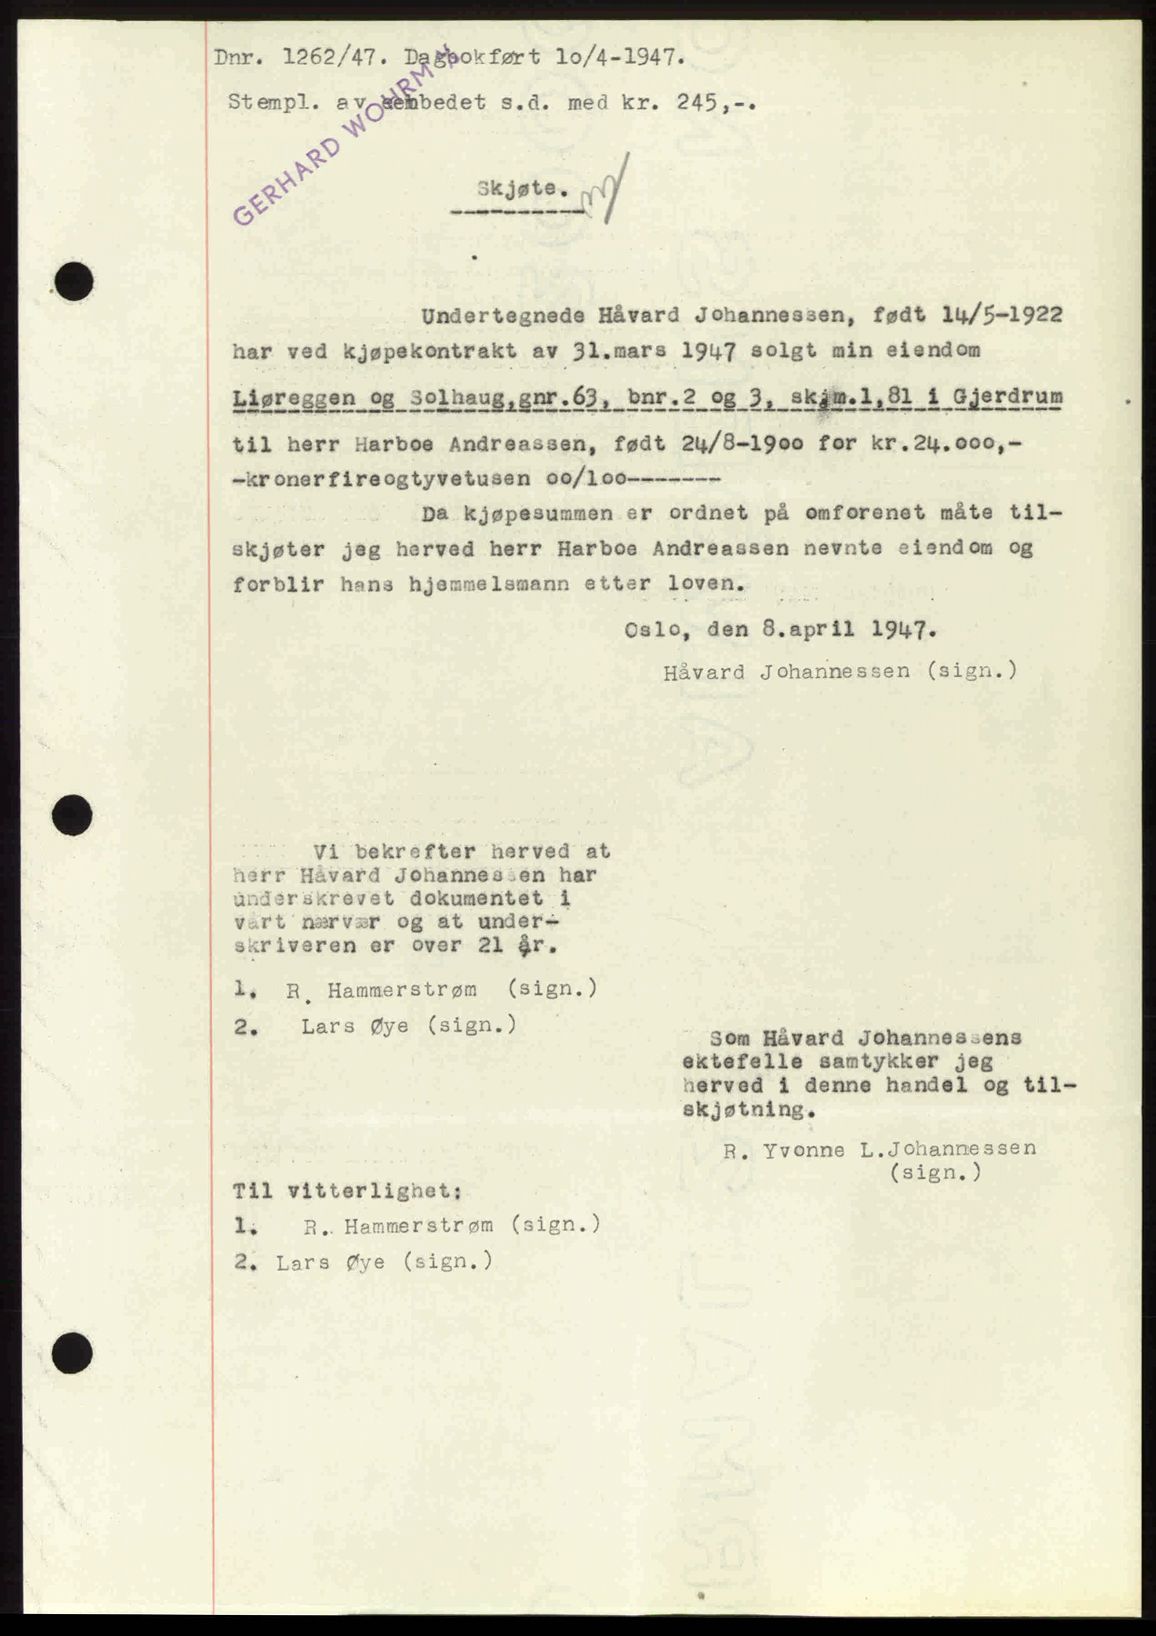 Dnr. 1262/47. Dagbokført 1o/4-1947.
Stempl. av embedet s.d. med kr. 245,-.
GERHARD WOHRM
Skjøte.
Undertegnede Håvard Johannessen, født 14/5-1922
har ved kjøpekontrakt av 31.mars 1947 solgt min eiendom
Liøreggen og Solhaug,gnr.63, bnr.2 og 3, skjm.1,81 i Gjerdrum
til herr Harboe Andreassen, født 24/8-19oo for kr.24.ooo,-
-kronerfireogtyvetusen oo/1oo-------
Da kjøpesummen er ordnet på omforenet måte til-
skjøter jeg herved herr Harboe Andreassen nevnte eiendom og
forblir hans hjemmelsmann etter loven.
Oslo, den 8.april 1947.
Håvard Johannessen (sign.)
Vi bekrefter herved at
herr Håvard Johannessen har
underskrevet dokumentet i
vårt nærvær og at under-
skriveren er over 21 år.
1. R. Hammerstrøm (sign.)
2. Lars Øye (sign.)
Som Håvard Johannessens
ektefelle samtykker jeg
herved i denne handel og til-
skjøtning.
R. Yvonne L.Johannessen
(sign.)
Til vitterlighet:
1. R. Hammerstrøm (sign.)
2. Lars Øye (sign.)